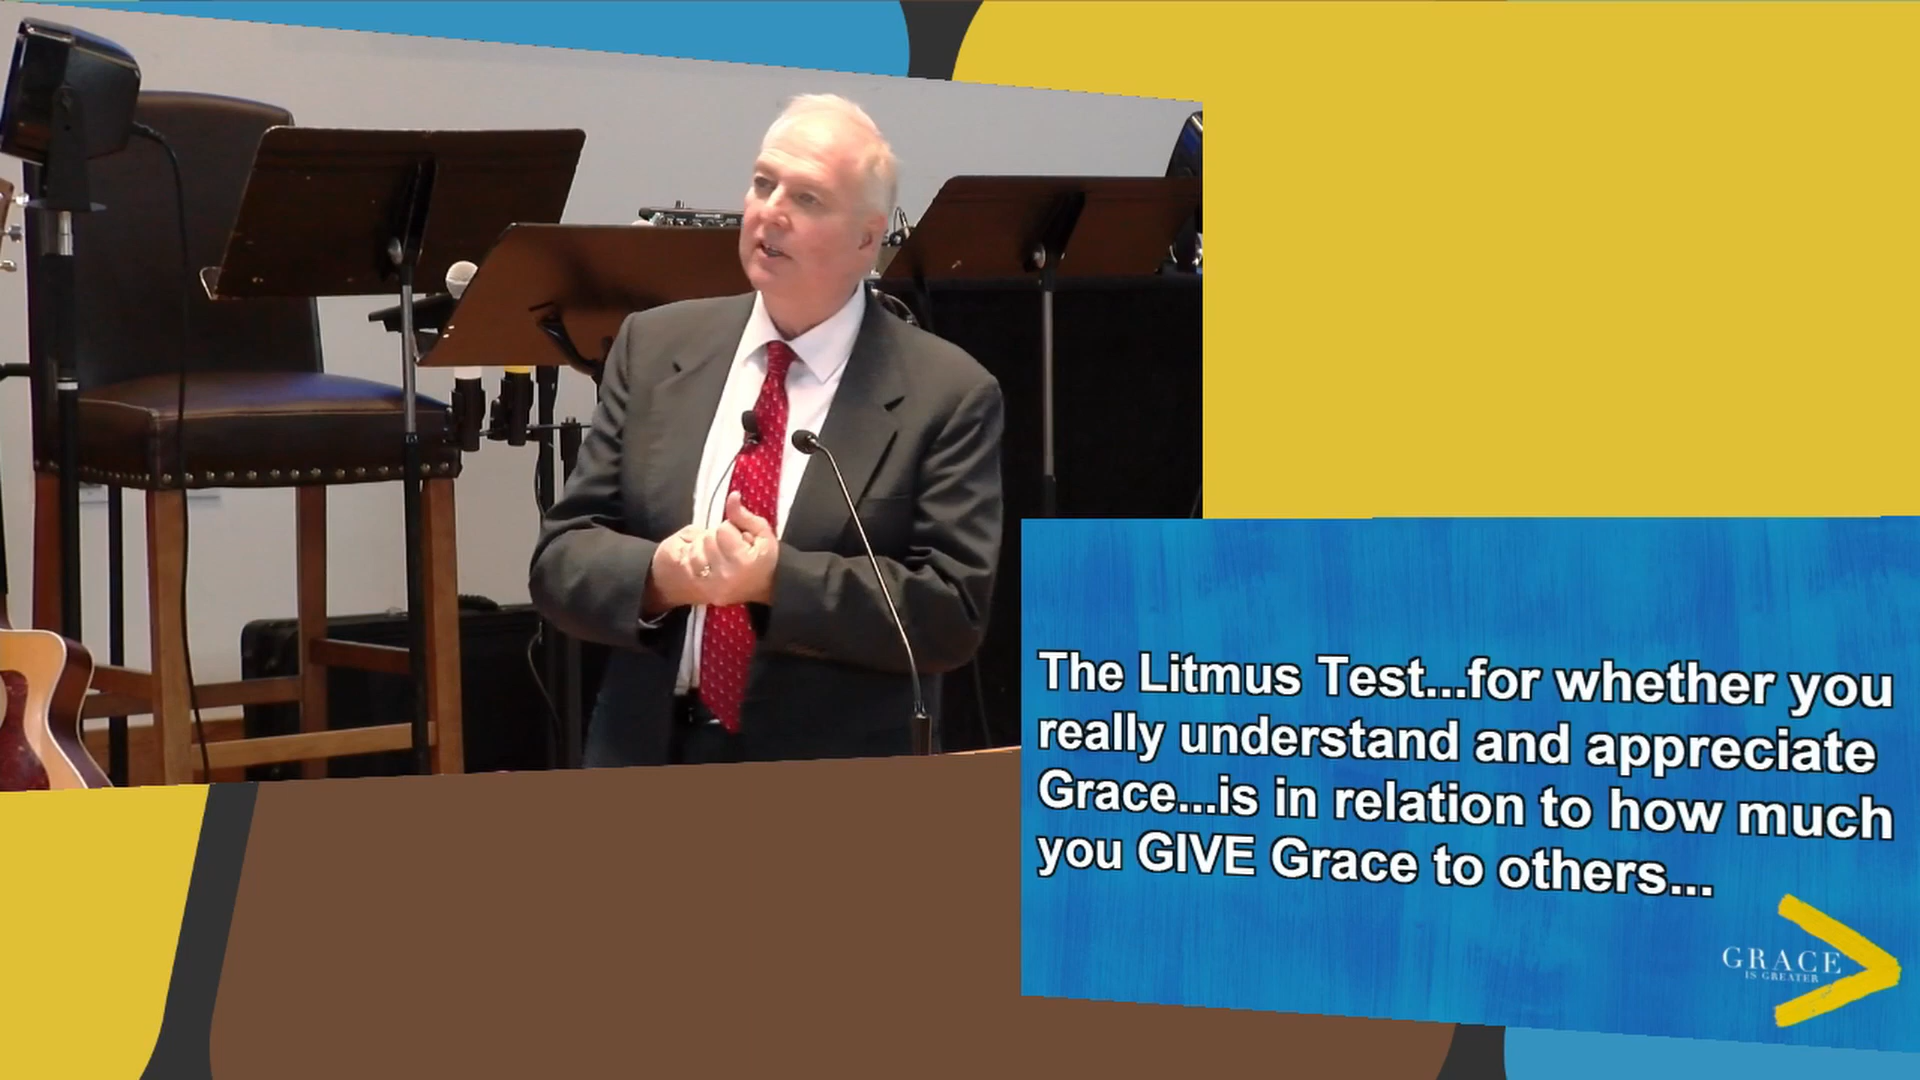 The Litmus Test...for whether you
really understand and appreciate
Grace...is in relation to how much
you GIVE Grace to others...
GRACE
IS GREATER